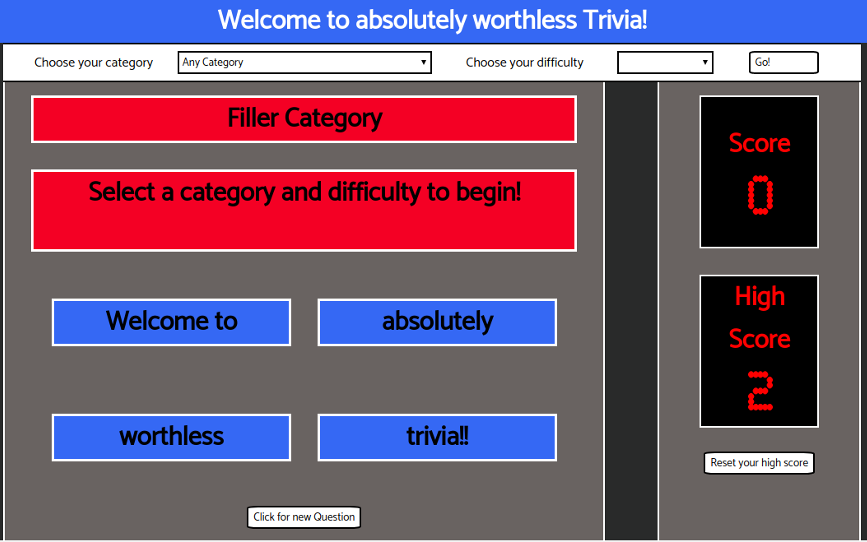 Welcome to absolutely worthless Trivia!
Choose your category
Any Category
Choose your difficulty
Go!
Filler Category
Select a category and difficulty to begin!
Welcome to
absolutely
worthless
trivia!!
Click for new Question
Score
0
High
Score
2
Reset your high score